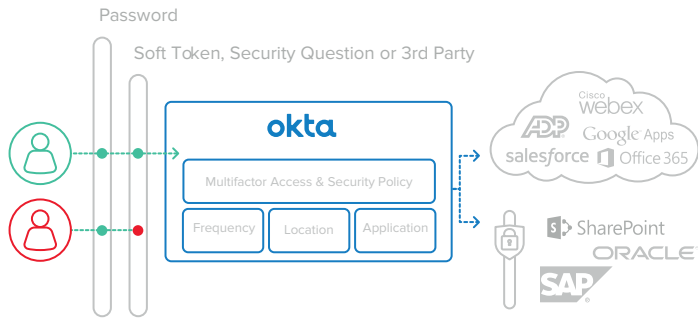 Password
Soft Token, Security Question or 3rd Party
okta
Multifactor Access & Security Policy
Frequency
Location
Application
Cisco
webex
ADP
Google Apps
salesforce
Office 365
S
SharePoint
ORACLE
SAP